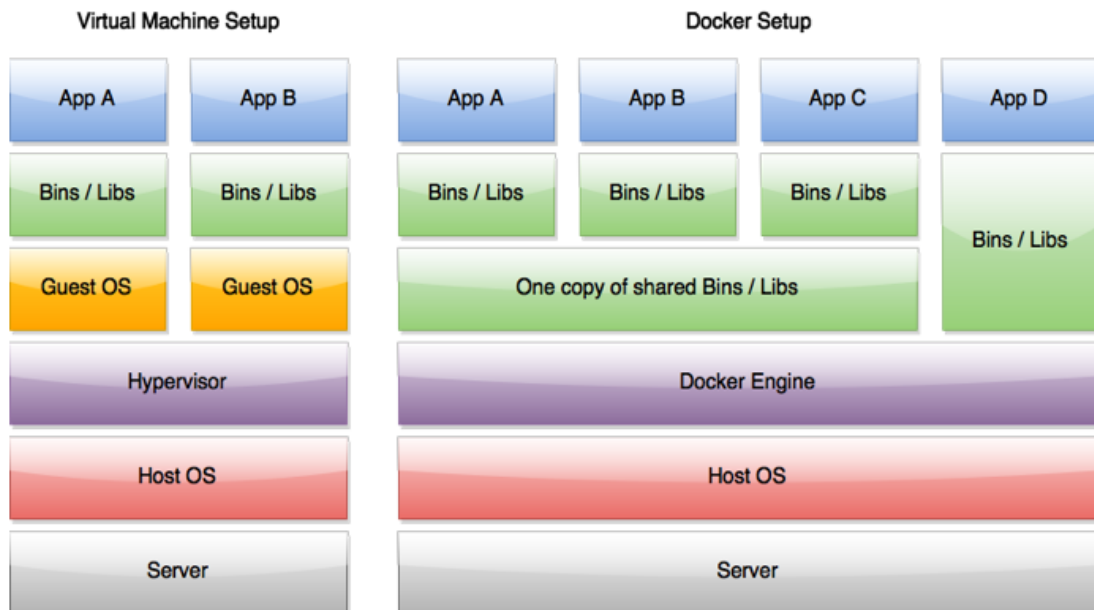 Virtual Machine Setup
Docker Setup
App A
App B
App A
App B
App C
App D
Bins / Libs
Bins / Libs
Bins / Libs
Bins / Libs
Bins / Libs
Bins / Libs
Guest OS
Guest OS
One copy of shared Bins / Libs
Hypervisor
Docker Engine
Host OS
Host OS
Server
Server